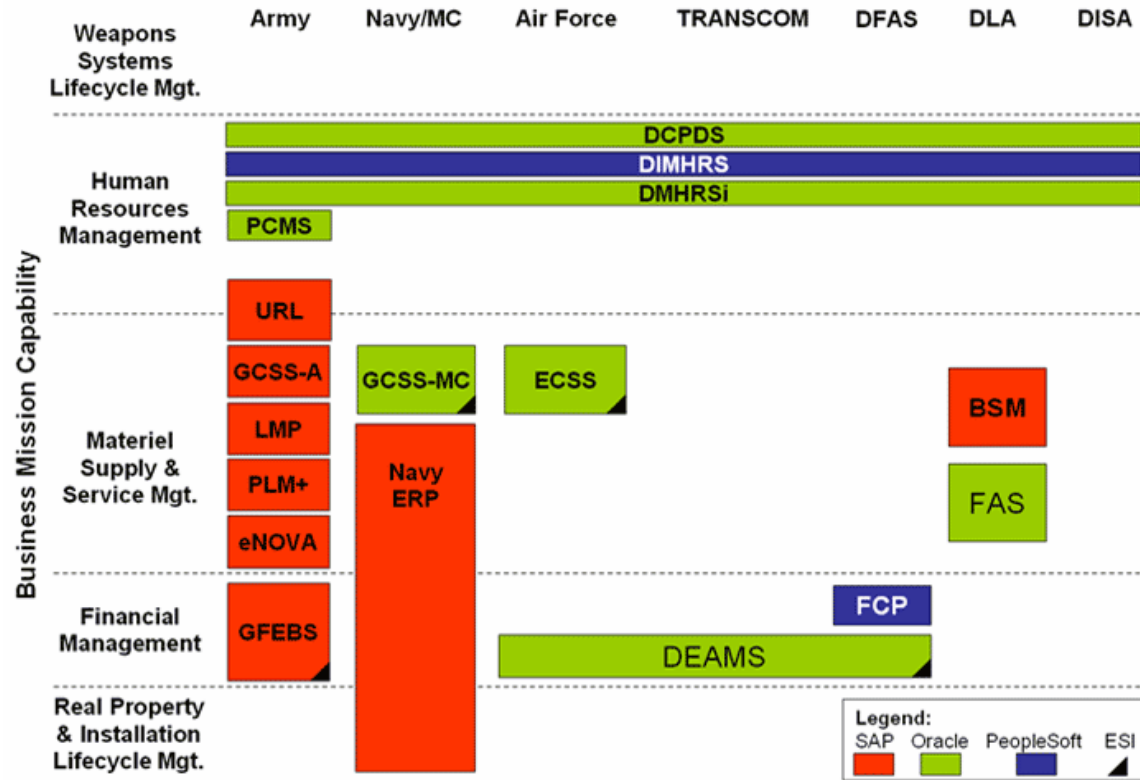 Army Navy/MC Air Force TRANSCOM DFAS DLA DISA
Weapons
Systems
Lifecycle Mgt.
Business Mission Capability
Human
Resources
Management
DCPDS
DIMHRS
DMHRSi
PCMS
URL
Materiel
Supply &
Service Mgt.
GCSS-A
GCSS-MC
ECSS
BSM
LMP
Navy
ERP
PLM+
FAS
eNOVA
Financial
Management
GFEBS
FCP
DEAMS
Real Property
& Installation
Lifecycle Mgt.
Legend:
SAP Oracle PeopleSoft ESI